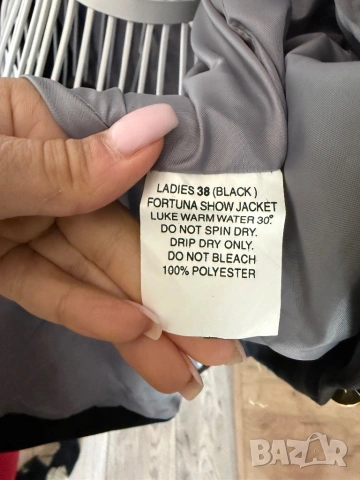 LADIES 38 (BLACK)
FORTUNA SHOW JACKET
LUKE WARM WATER 30°
DO NOT SPIN DRY.
DRIP DRY ONLY.
DO NOT BLEACH
100% POLYESTER
BAZAR